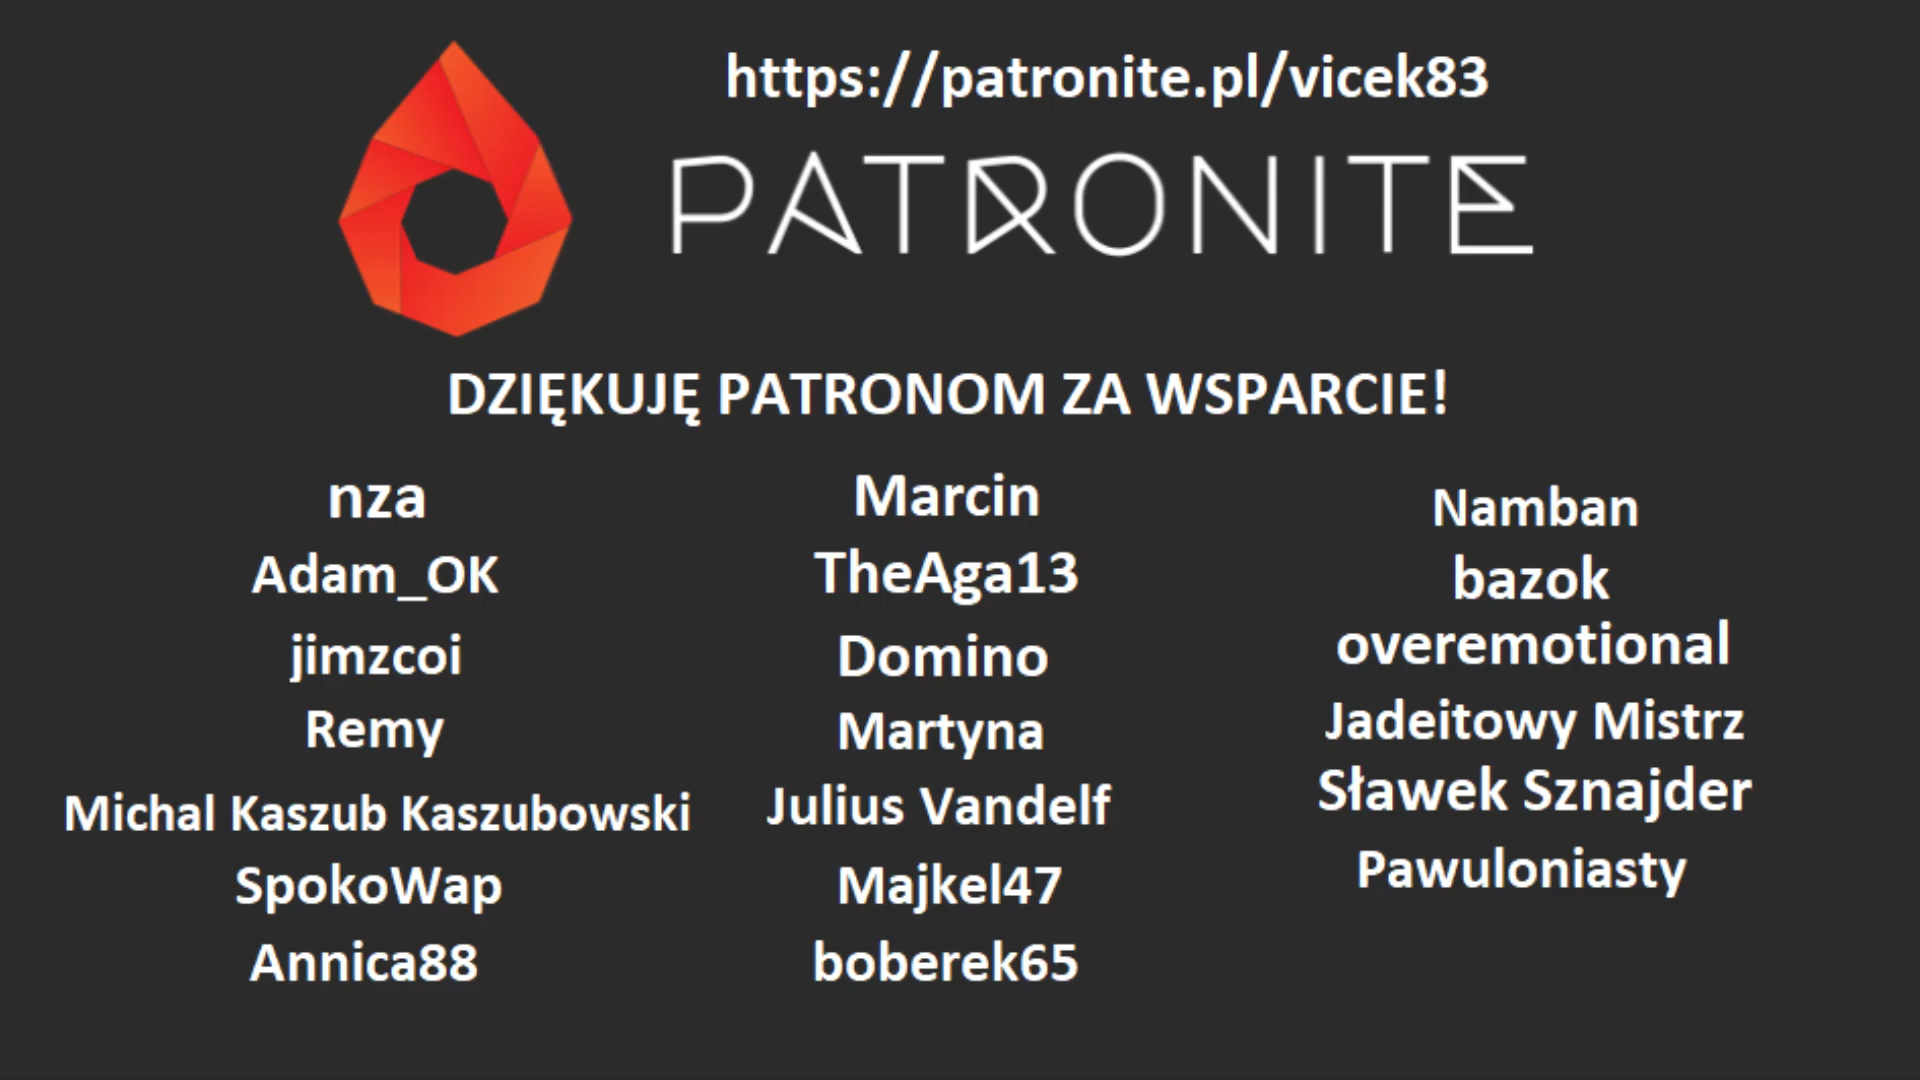 https://patronite.pl/vicek83
PATRONITE
DZIĘKUJĘ PATRONOM ZA WSPARCIE!
nza
Adam_OK
jimzcoi
Remy
Michal Kaszub Kaszubowski
SpokoWap
Annica88
Marcin
TheAga13
Domino
Martyna
Julius Vandelf
Majkel47
boberek65
Namban
bazok
overemotional
Jadeitowy Mistrz
Sławek Sznajder
Pawuloniasty